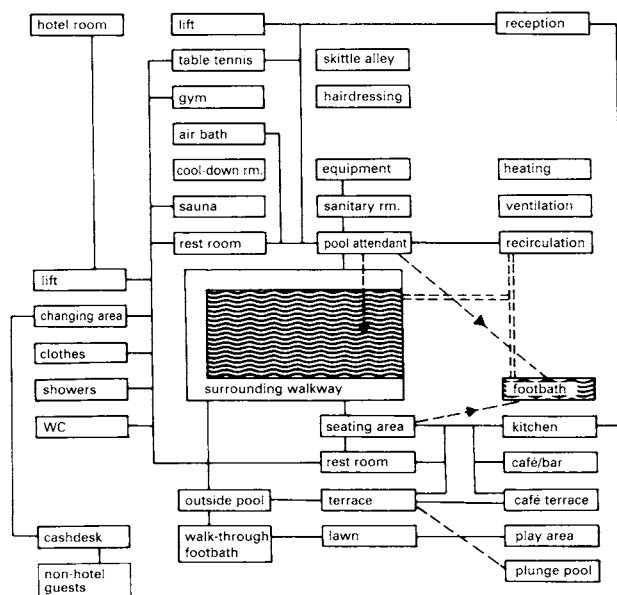 hotel room
lift
reception
table tennis
skittle alley
gym
hairdressing
air bath
cool-down rm.
equipment
heating
sauna
sanitary rm.
ventilation
rest room
pool attendant
recirculation
lift
changing area
clothes
showers
surrounding walkway
footbath
WC
seating area
kitchen
rest room
café/bar
outside pool
terrace
café terrace
cashdesk
walk-through
footbath
lawn
play area
non-hotel
guests
plunge pool